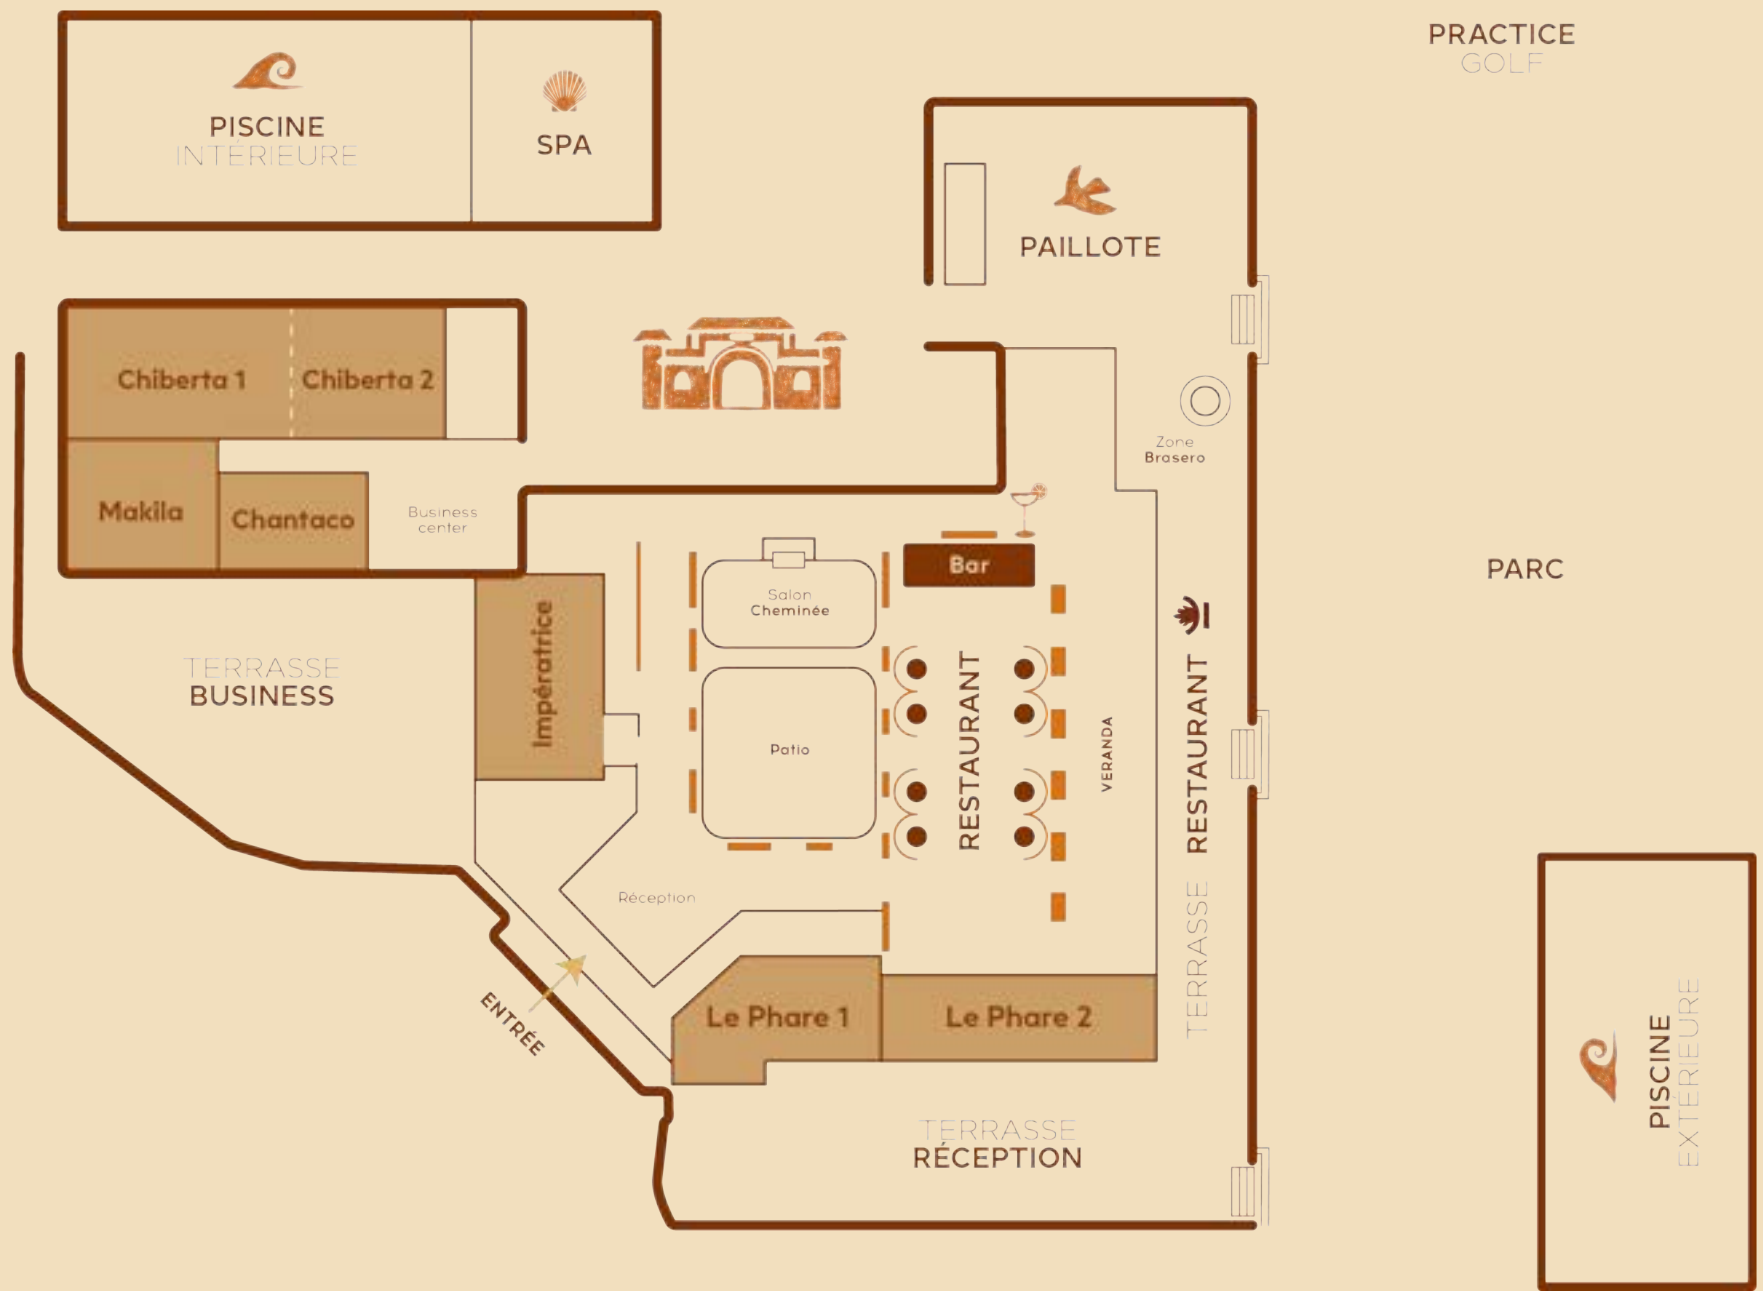 PRACTICE
GOLF
PISCINE
INTÉRIEURE
SPA
PAILLOTE
Chiberta 1
Chiberta 2
Zone
Brasero
Makila
Chantaco
Business
center
Bar
PARC
Salon
Cheminée
Impératrice
TERRASSE
BUSINESS
Patio
RESTAURANT
VERANDA
TERRASSE RESTAURANT
Réception
ENTRÉE
Le Phare 1
Le Phare 2
TERRASSE
RÉCEPTION
PISCINE
EXTÉRIEURE